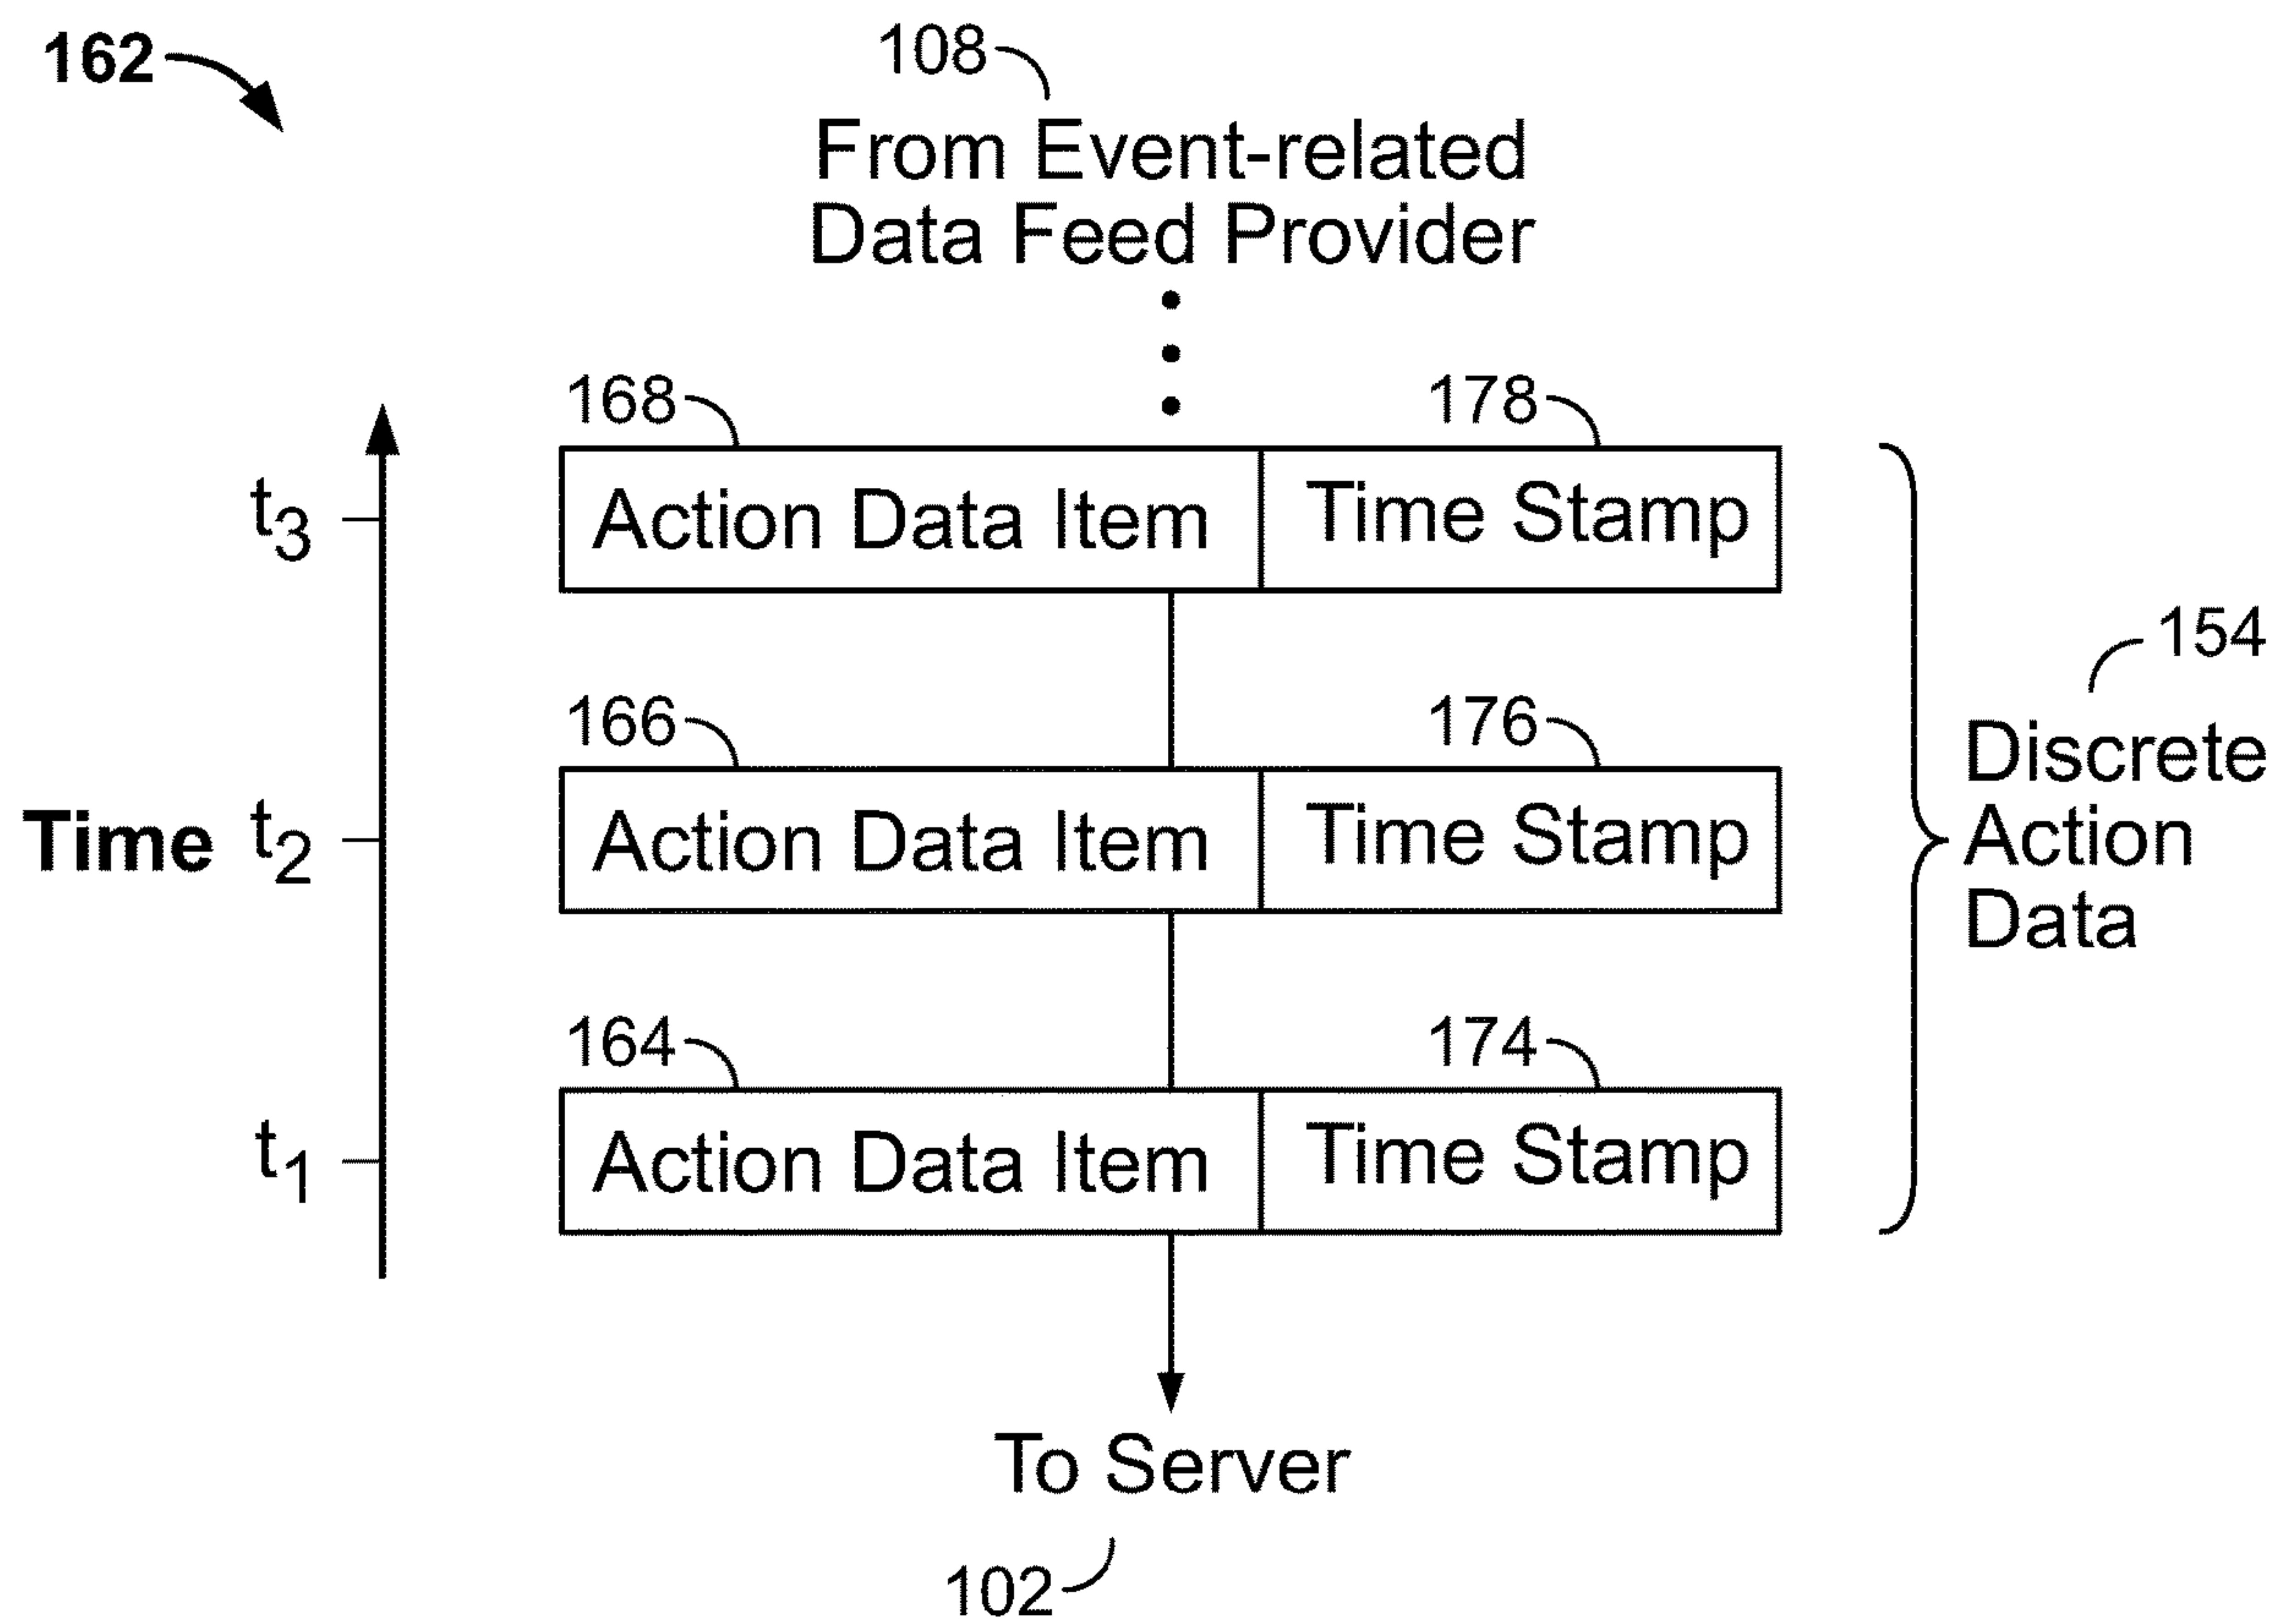 162
108
From Event-related
Data Feed Provider
168 178
t3 Action Data Item Time Stamp
154
166 176
Discrete
Time t2 Action Data Item Time Stamp
Action
Data
164 174
t1 Action Data Item Time Stamp
To Server
102